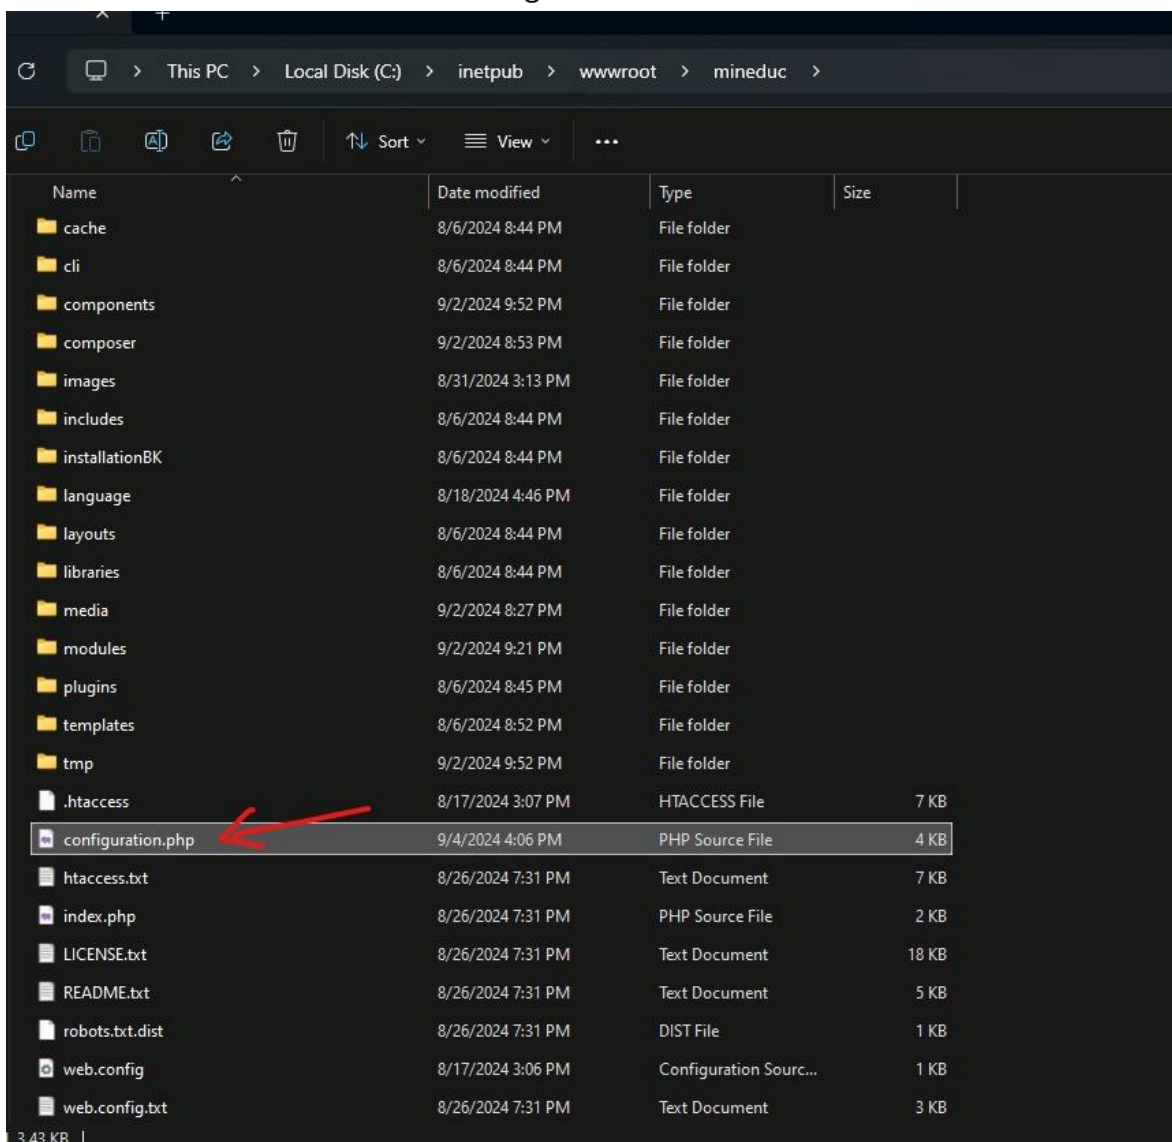 This PC > Local Disk (C:) > inetpub > wwwroot > mineduc >
Sort View •••
Name Date modified Type Size
cache 8/6/2024 8:44 PM File folder
cli 8/6/2024 8:44 PM File folder
components 9/2/2024 9:52 PM File folder
composer 9/2/2024 8:53 PM File folder
images 8/31/2024 3:13 PM File folder
includes 8/6/2024 8:44 PM File folder
installationBK 8/6/2024 8:44 PM File folder
language 8/18/2024 4:46 PM File folder
layouts 8/6/2024 8:44 PM File folder
libraries 8/6/2024 8:44 PM File folder
media 9/2/2024 8:27 PM File folder
modules 9/2/2024 9:21 PM File folder
plugins 8/6/2024 8:45 PM File folder
templates 8/6/2024 8:52 PM File folder
tmp 9/2/2024 9:52 PM File folder
.htaccess 8/17/2024 3:07 PM HTACCESS File 7 KB
configuration.php 9/4/2024 4:06 PM PHP Source File 4 KB
htaccess.txt 8/26/2024 7:31 PM Text Document 7 KB
index.php 8/26/2024 7:31 PM PHP Source File 2 KB
LICENSE.txt 8/26/2024 7:31 PM Text Document 18 KB
README.txt 8/26/2024 7:31 PM Text Document 5 KB
robots.txt.dist 8/26/2024 7:31 PM DIST File 1 KB
web.config 8/17/2024 3:06 PM Configuration Sourc... 1 KB
web.config.txt 8/26/2024 7:31 PM Text Document 3 KB
3.43 KB